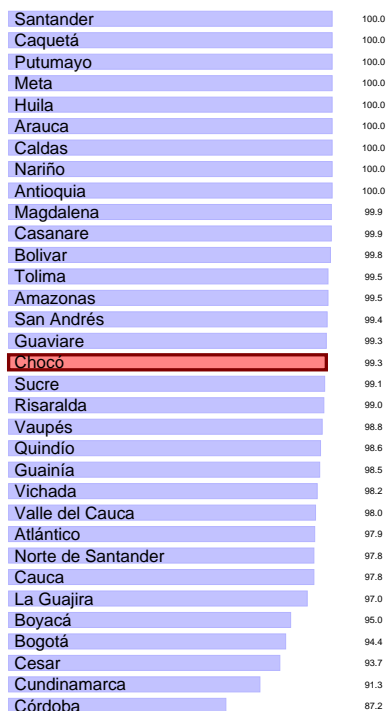 Santander 100.0
Caquetá 100.0
Putumayo 100.0
Meta 100.0
Huila 100.0
Arauca 100.0
Caldas 100.0
Nariño 100.0
Antioquia 100.0
Magdalena 99.9
Casanare 99.9
Bolivar 99.8
Tolima 99.5
Amazonas 99.5
San Andrés 99.4
Guaviare 99.3
Chocó 99.3
Sucre 99.1
Risaralda 99.0
Vaupés 98.8
Quindío 98.6
Guainía 98.5
Vichada 98.2
Valle del Cauca 98.0
Atlántico 97.9
Norte de Santander 97.8
Cauca 97.8
La Guajira 97.0
Boyacá 95.0
Bogotá 94.4
Cesar 93.7
Cundinamarca 91.3
Córdoba 87.2